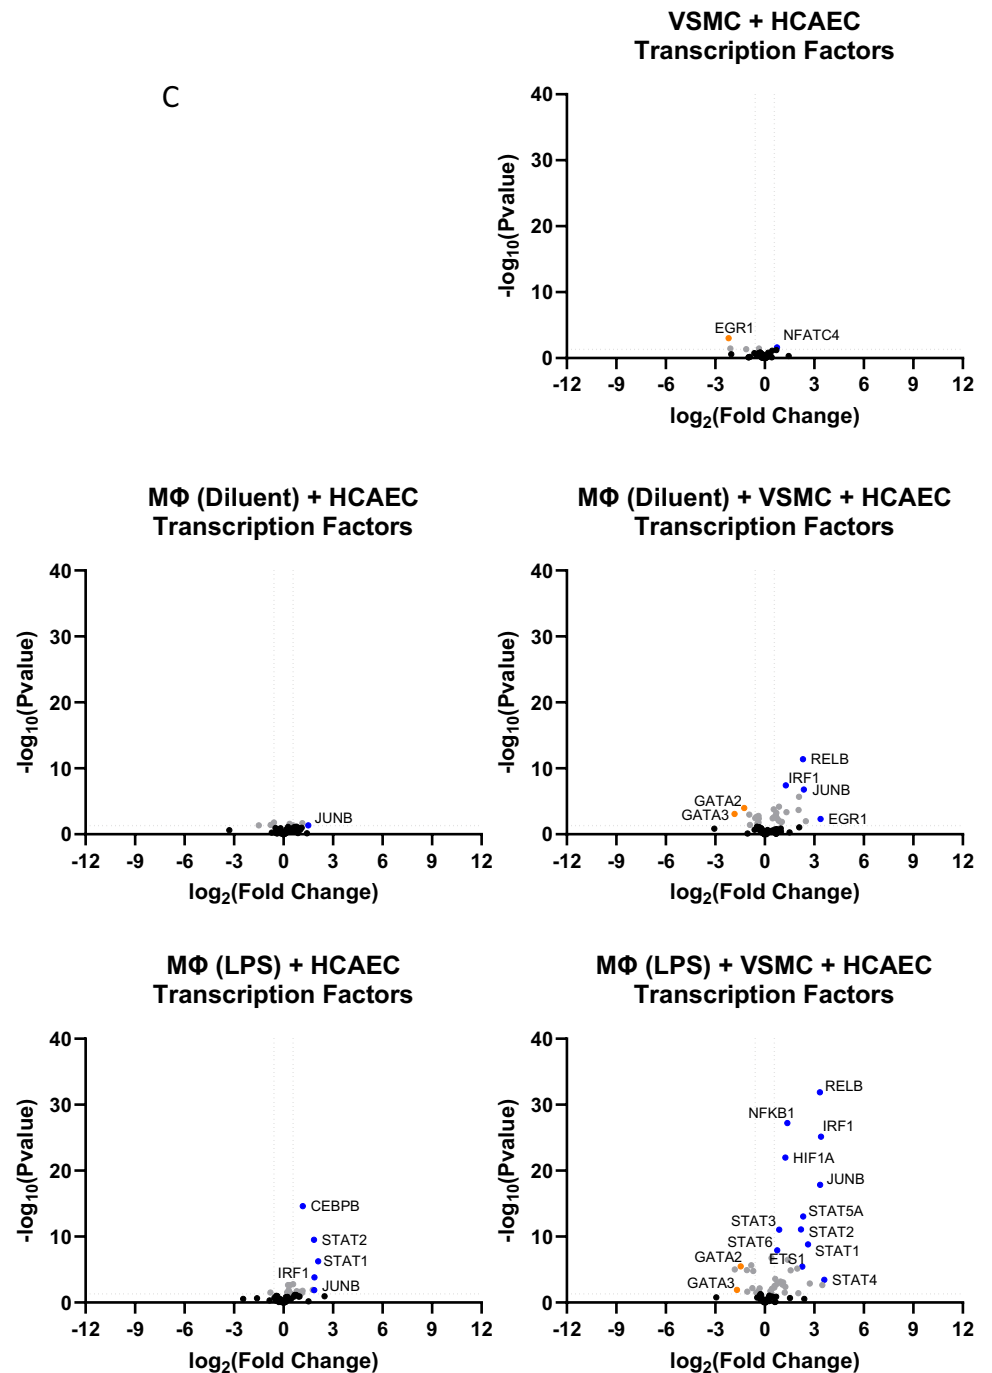 VSMC + HCAEC
Transcription Factors
C
40
30
20
10
0
-log10(Pvalue)
EGR1
NFATC4
-12 -9 -6 -3 0 3 6 9 12
log2(Fold Change)
MΦ (Diluent) + HCAEC
Transcription Factors
40
30
20
10
0
-log10(Pvalue)
JUNB
-12 -9 -6 -3 0 3 6 9 12
log2(Fold Change)
MΦ (Diluent) + VSMC + HCAEC
Transcription Factors
40
30
20
10
0
-log10(Pvalue)
RELB
IRF1
JUNB
GATA2
GATA3
EGR1
-12 -9 -6 -3 0 3 6 9 12
log2(Fold Change)
MΦ (LPS) + HCAEC
Transcription Factors
40
30
20
10
0
-log10(Pvalue)
CEBPB
STAT2
STAT1
IRF1
JUNB
-12 -9 -6 -3 0 3 6 9 12
log2(Fold Change)
MΦ (LPS) + VSMC + HCAEC
Transcription Factors
40
30
20
10
0
-log10(Pvalue)
RELB
NFKB1
IRF1
HIF1A
JUNB
STAT5A
STAT3
STAT2
STAT6
STAT1
GATA2
ETS1
STAT4
GATA3
-12 -9 -6 -3 0 3 6 9 12
log2(Fold Change)